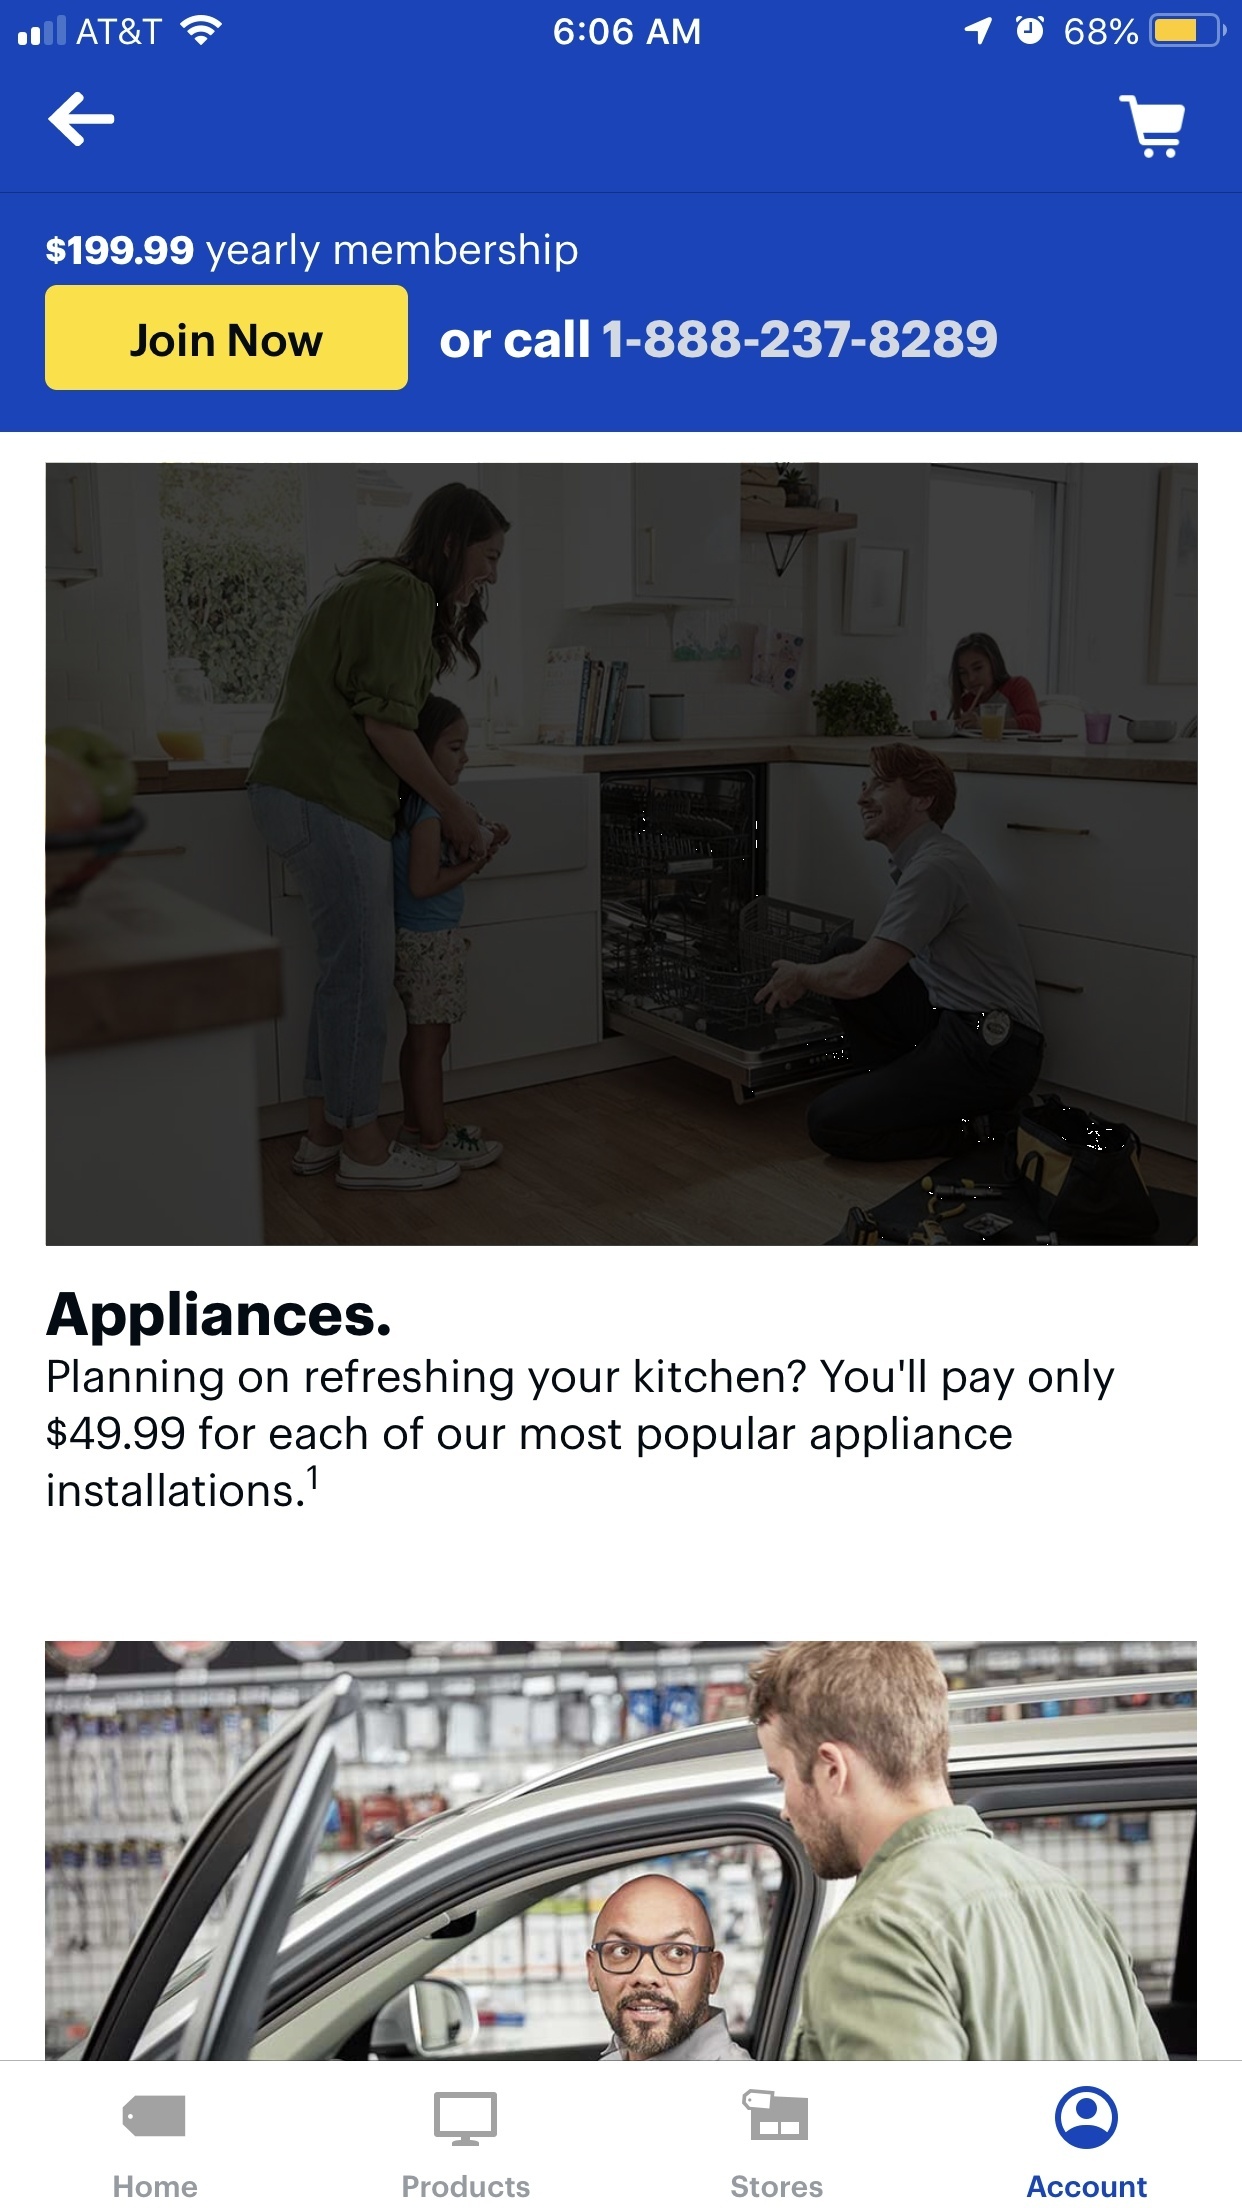 AT&T 6:06 AM 68%
$199.99 yearly membership
Join Now or call 1-888-237-8289
Appliances.
Planning on refreshing your kitchen? You'll pay only
$49.99 for each of our most popular appliance
installations.1
Home Products Stores Account